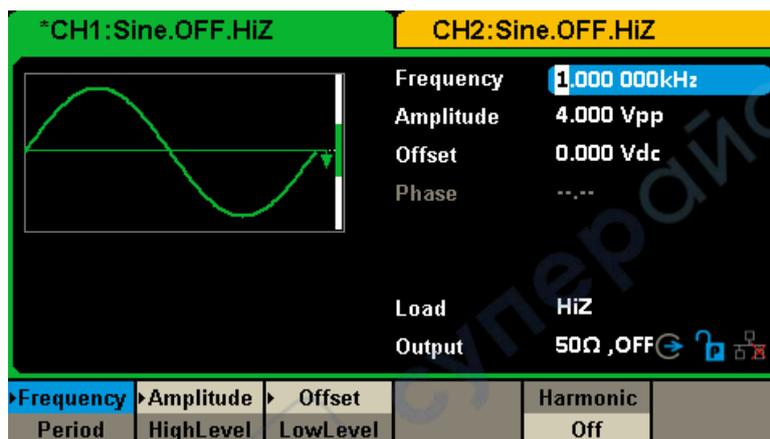 *CH1:Sine.OFF.HiZ CH2:Sine.OFF.HiZ
Frequency 1.000 000kHz
Amplitude 4.000 Vpp
Offset 0.000 Vdc
Phase --.--
Load HiZ
Output 50Ω ,OFF P
Frequency Amplitude Offset Harmonic
Period HighLevel LowLevel Off
суперайс